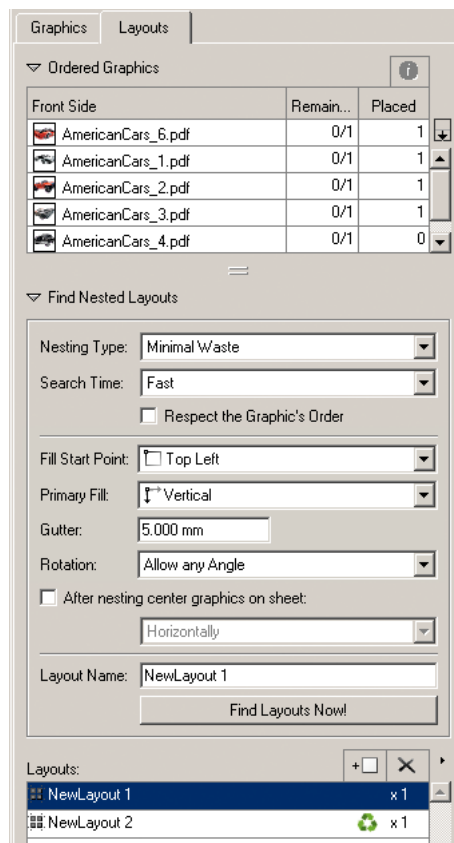 Graphics Layouts
Ordered Graphics
Front Side Remain... Placed
AmericanCars_6.pdf 0/1 1
AmericanCars_1.pdf 0/1 1
AmericanCars_2.pdf 0/1 1
AmericanCars_3.pdf 0/1 1
AmericanCars_4.pdf 0/1 0
Find Nested Layouts
Nesting Type: Minimal Waste
Search Time: Fast
Respect the Graphic's Order
Fill Start Point: Top Left
Primary Fill: Vertical
Gutter: 5.000 mm
Rotation: Allow any Angle
After nesting center graphics on sheet:
Horizontally
Layout Name: NewLayout 1
Find Layouts Now!
Layouts:
NewLayout 1 x 1
NewLayout 2 x 1